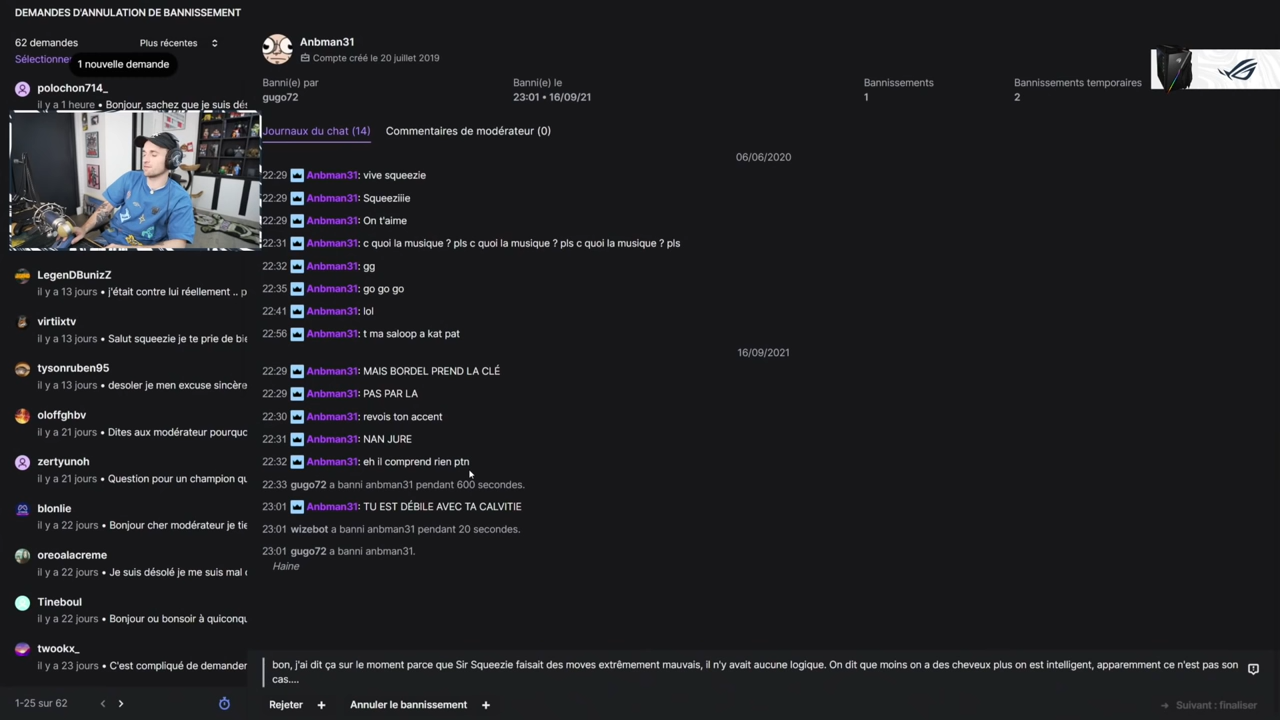 DEMANDES D'ANNULATION DE BANNISSEMENT
62 demandes
Plus récentes
Sélectionne
1 nouvelle demande
polochon714_
il y a 1 heure • Bonjour, sachez que je suis dés
LegenDBunizZ
il y a 13 jours • j'était contre lui réellement .. p
virtiixtv
il y a 13 jours • Salut squeezie je te prie de bie
tysonruben95
il y a 13 jours • desoler je men excuse sincère
oloffghbv
il y a 21 jours • Dites aux modérateur pourquo
zertyunoh
il y a 21 jours • Question pour un champion qu
blonlie
il y a 22 jours • Bonjour cher modérateur je tie
oreoalacreme
il y a 22 jours • Je suis désolé je me suis mal c
Tineboul
il y a 22 jours • Bonjour ou bonsoir à quiconqu
twookx_
il y a 23 jours • C'est compliqué de demander
1-25 sur 62
Anbman31
Compte créé le 20 juillet 2019
Banni(e) par
gugo72
Banni(e) le
23:01 • 16/09/21
Bannissements
1
Bannissements temporaires
2
Journaux du chat (14)
Commentaires de modérateur (0)
06/06/2020
22:29 Anbman31: vive squeezie
22:29 Anbman31: Squeeziiie
22:29 Anbman31: On t'aime
22:31 Anbman31: c quoi la musique ? pls c quoi la musique ? pls c quoi la musique ? pls
22:32 Anbman31: gg
22:35 Anbman31: go go go
22:41 Anbman31: lol
22:56 Anbman31: t ma saloop a kat pat
16/09/2021
22:29 Anbman31: MAIS BORDEL PREND LA CLÉ
22:29 Anbman31: PAS PAR LA
22:30 Anbman31: revois ton accent
22:31 Anbman31: NAN JURE
22:32 Anbman31: eh il comprend rien ptn
22:33 gugo72 a banni anbman31 pendant 600 secondes.
23:01 Anbman31: TU EST DÉBILE AVEC TA CALVITIE
23:01 wizebot a banni anbman31 pendant 20 secondes.
23:01 gugo72 a banni anbman31.
Haine
bon, j'ai dit ça sur le moment parce que Sir Squeezie faisait des moves extrêmement mauvais, il n'y avait aucune logique. On dit que moins on a des cheveux plus on est intelligent, apparemment ce n'est pas son
cas....
Rejeter +
Annuler le bannissement +
Suivant : finaliser